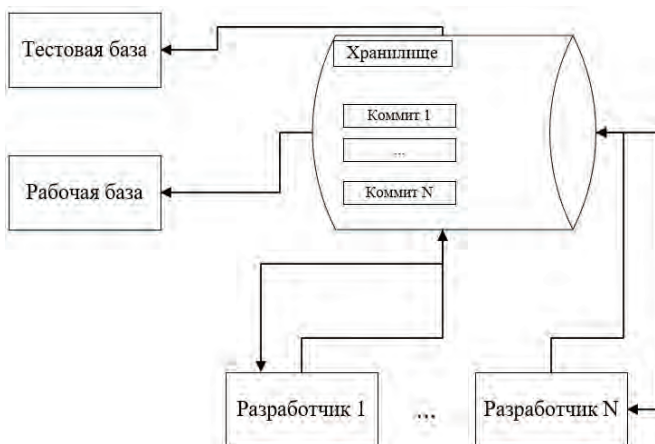 Тестовая база
Хранилище
Коммит 1
...
Рабочая база
Коммит N
Разработчик 1
...
Разработчик N